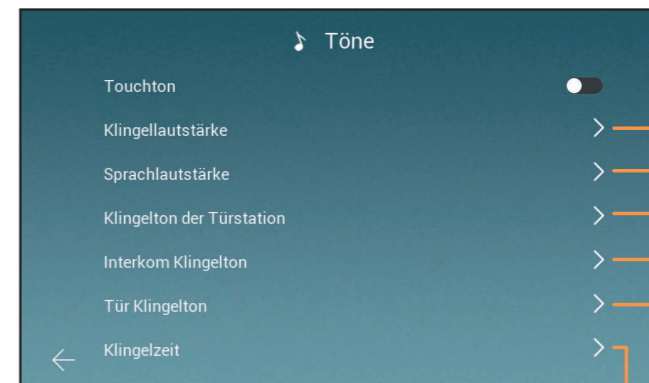 Töne
Touchton
Klingellautstärke
Sprachlautstärke
Klingelton der Türstation
Interkom Klingelton
Tür Klingelton
Klingelzeit